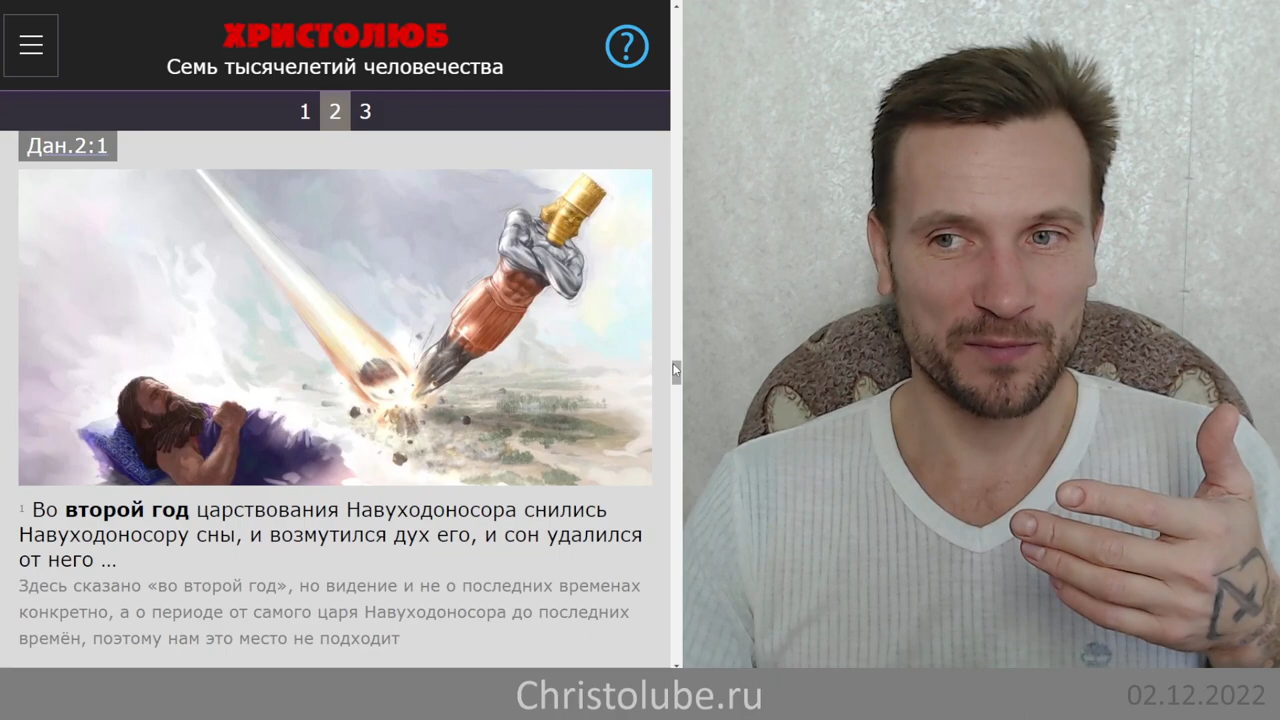 ХРИСТОЛЮБ
Семь тысячелетий человечества
?
1 2 3
Дан.2:1
1 Во второй год царствования Навуходоносора снились
Навуходоносору сны, и возмутился дух его, и сон удалился
от него ...
Здесь сказано «во второй год», но видение и не о последних временах
конкретно, а о периоде от самого царя Навуходоносора до последних
времён, поэтому нам это место не подходит
Christolube.ru
02.12.2022